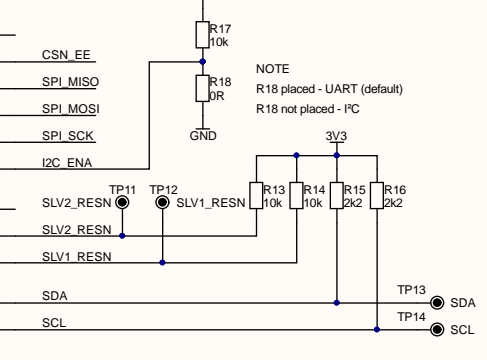 R17
10k
CSN_EE
NOTE
SPI_MISO
R18
0R
R18 placed - UART (default)
SPI_MOSI
R18 not placed - I²C
SPI_SCK
GND
3V3
I2C_ENA
TP11
TP12
R13
10k
R14
10k
R15
2k2
R16
2k2
SLV2_RESN
SLV1_RESN
SLV2_RESN
SLV1_RESN
TP13
SDA
SDA
TP14
SCL
SCL